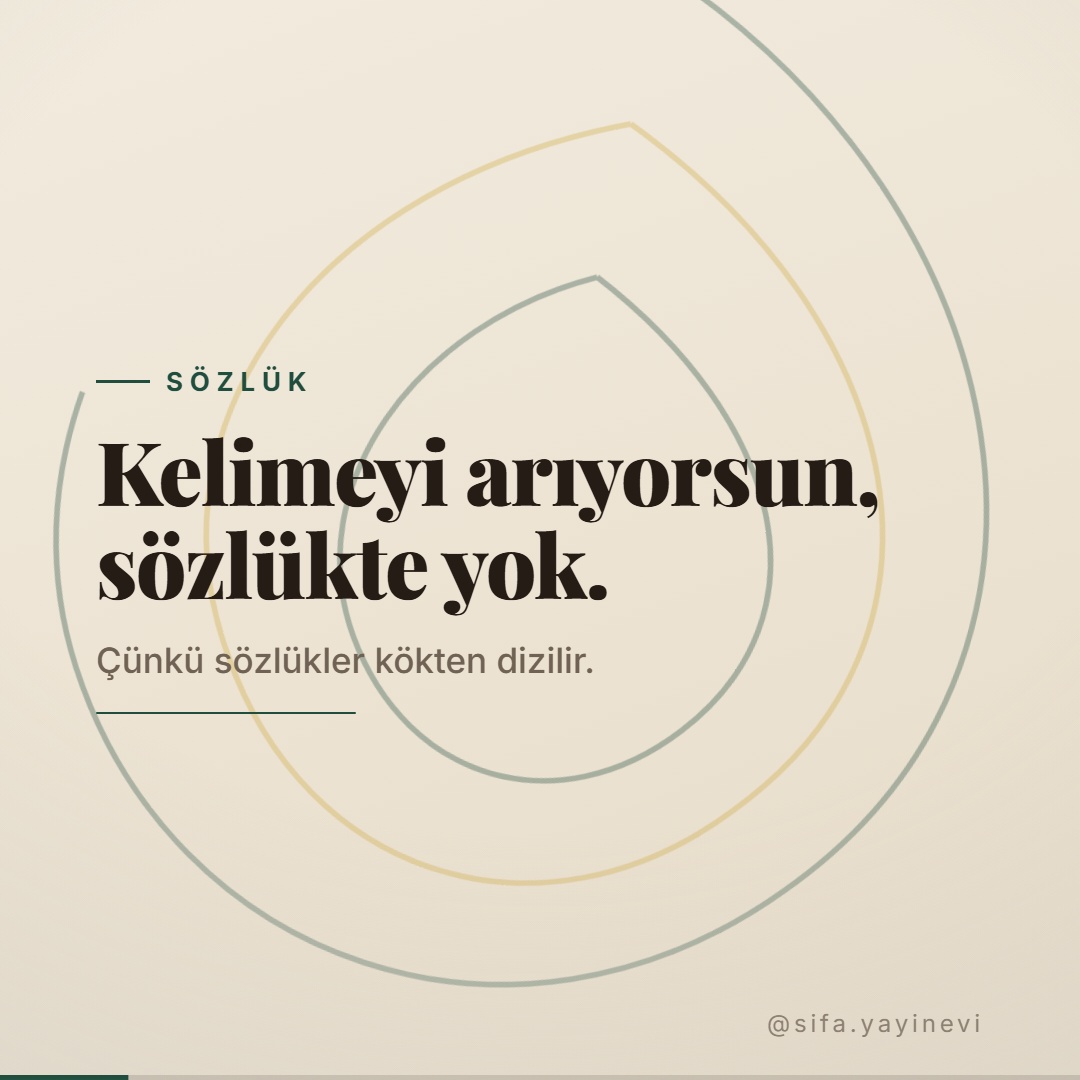 SÖZLÜK
Kelimeyi arıyorsun,
sözlükte yok.
Çünkü sözlükler kökten dizilir.
@sifa.yayinevi